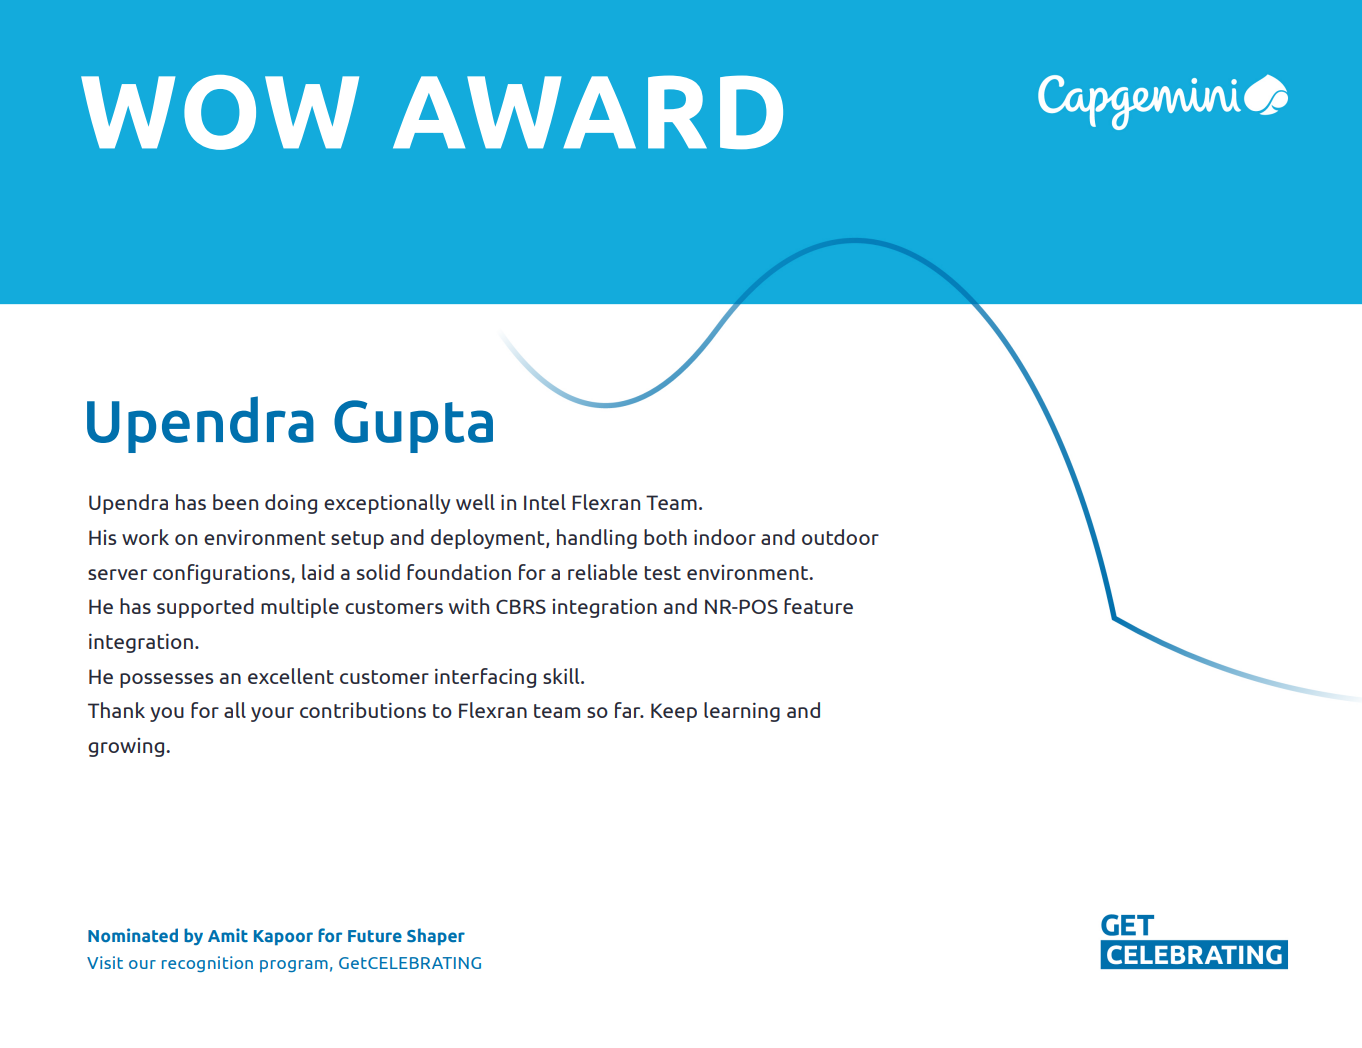 WOW AWARD
Capgemini
Upendra Gupta
Upendra has been doing exceptionally well in Intel Flexran Team.
His work on environment setup and deployment, handling both indoor and outdoor
server configurations, laid a solid foundation for a reliable test environment.
He has supported multiple customers with CBRS integration and NR-POS feature
integration.
He possesses an excellent customer interfacing skill.
Thank you for all your contributions to Flexran team so far. Keep learning and
growing.
Nominated by Amit Kapoor for Future Shaper
Visit our recognition program, GetCELEBRATING
GET
CELEBRATING